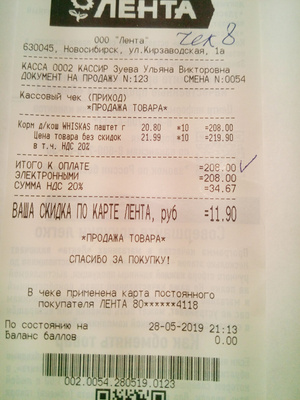 ЛЕНТА
чек 8
ООО "Лента"
630045, Новосибирск, ул.Кирзаводская, 1а
КАССА 0002 КАССИР Зуева Ульяна Викторовна
ДОКУМЕНТ НА ПРОДАЖУ N:123 СМЕНА N:0054
Кассовый чек (ПРИХОД)
*ПРОДАЖА ТОВАРА*
Корм д/кош WHISKAS паштет г 20.80 *10 =208.00
Цена товара без скидок 21.99 *10 =219.90
в т.ч. НДС 20%
ИТОГО К ОПЛАТЕ =208.00
ЭЛЕКТРОННЫМИ =208.00
СУММА НДС 20% =34.67
ВАША СКИДКА ПО КАРТЕ ЛЕНТА, руб =11.90
*ПРОДАЖА ТОВАРА*
СПАСИБО ЗА ПОКУПКУ!
В чеке применена карта постоянного
покупателя ЛЕНТА 80******4118
По состоянию на 28-05-2019 21:13
Баланс баллов 0.00
002.0054.280519.0123